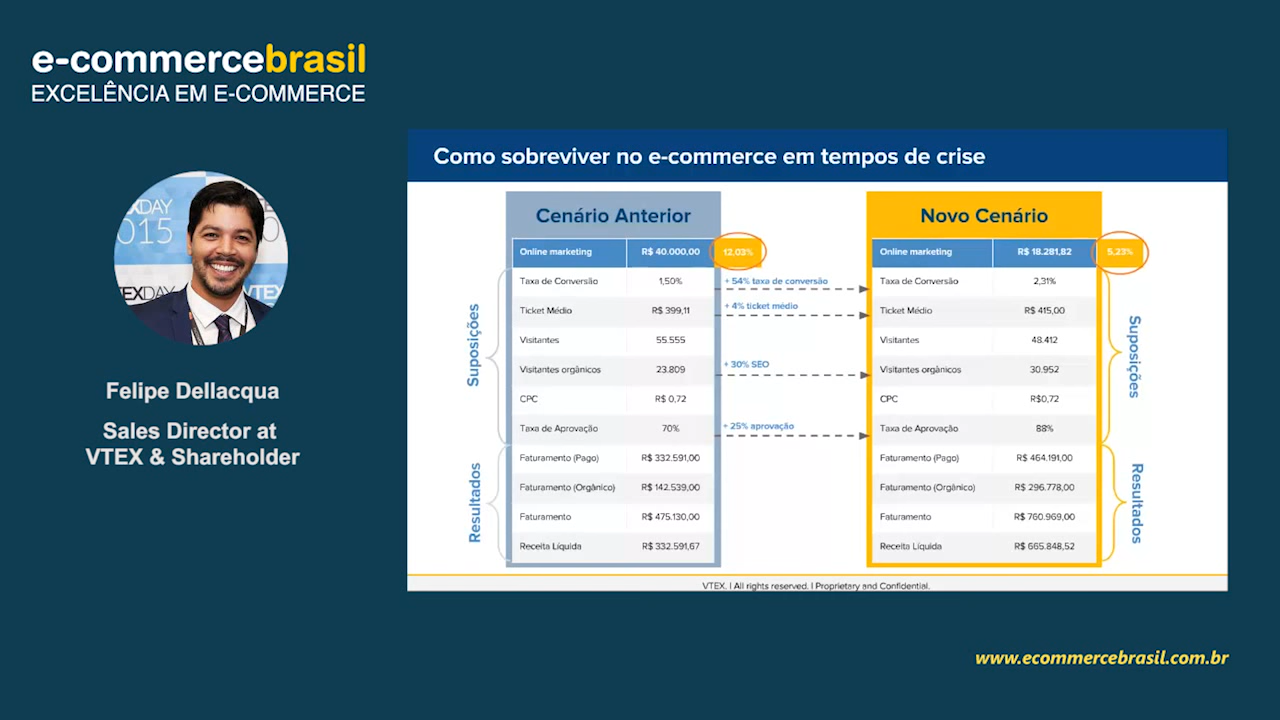 e-commercebrasil
EXCELÊNCIA EM E-COMMERCE
EXDAY
2015
TEXDAY
VTEX
Felipe Dellacqua
Sales Director at
VTEX & Shareholder
Como sobreviver no e-commerce em tempos de crise
Cenário Anterior
Online marketing R$ 40.000,00 12,03%
Suposições
Taxa de Conversão 1,50%
Ticket Médio R$ 399,11
Visitantes 55.555
Visitantes orgânicos 23.809
CPC R$ 0,72
Taxa de Aprovação 70%
Resultados
Faturamento (Pago) R$ 332.591,00
Faturamento (Orgânico) R$ 142.539,00
Faturamento R$ 475.130,00
Receita Líquida R$ 332.591,67
+ 54% taxa de conversão
+ 4% ticket médio
+ 30% SEO
+ 25% aprovação
Novo Cenário
Online marketing R$ 18.281,82 5,23%
Taxa de Conversão 2,31%
Ticket Médio R$ 415,00
Visitantes 48.412
Visitantes orgânicos 30.952
CPC R$0,72
Taxa de Aprovação 88%
Suposições
Faturamento (Pago) R$ 464.191,00
Faturamento (Orgânico) R$ 296.778,00
Faturamento R$ 760.969,00
Receita Líquida R$ 665.848,52
Resultados
VTEX. | All rights reserved. | Proprietary and Confidential.
www.ecommercebrasil.com.br